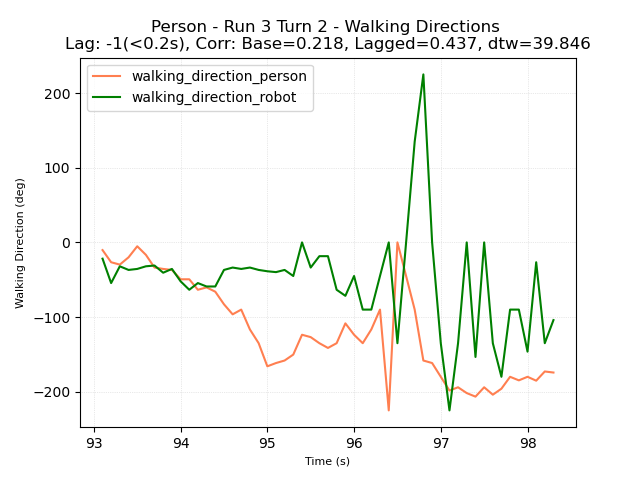 Person - Run 3 Turn 2 - Walking Directions
Lag: -1(<0.2s), Corr: Base=0.218, Lagged=0.437, dtw=39.846
walking_direction_person
walking_direction_robot
Walking Direction (deg)
200
100
0
−100
−200
93 94 95 96 97 98
Time (s)